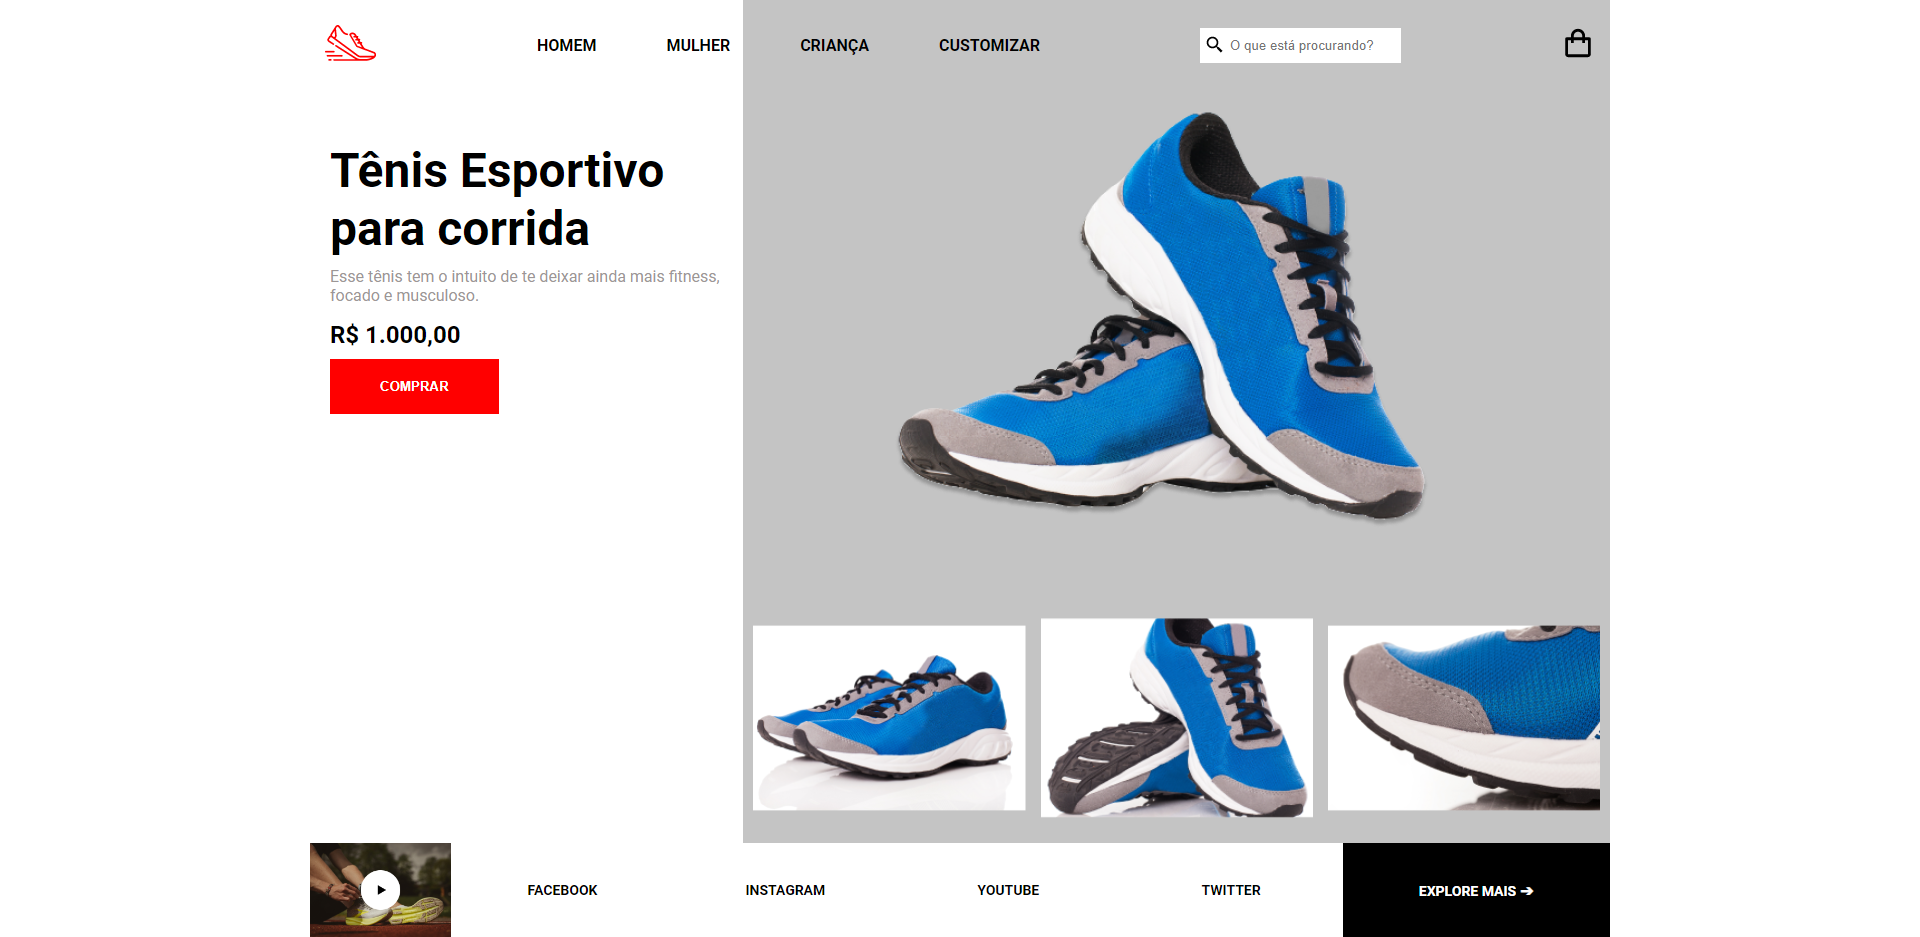 HOMEM
MULHER
CRIANÇA
CUSTOMIZAR
O que está procurando?
Tênis Esportivo
para corrida
Esse tênis tem o intuito de te deixar ainda mais fitness,
focado e musculoso.
R$ 1.000,00
COMPRAR
FACEBOOK
INSTAGRAM
YOUTUBE
TWITTER
EXPLORE MAIS ➔